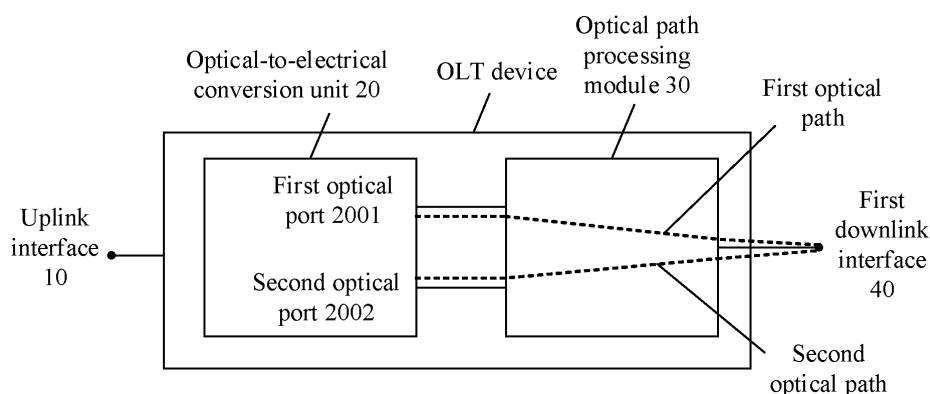 Optical-to-electrical
conversion unit 20
OLT device
Optical path
processing
module 30
First optical
path
First optical
port 2001
Second optical
port 2002
Uplink
interface
10
First
downlink
interface
40
Second
optical path